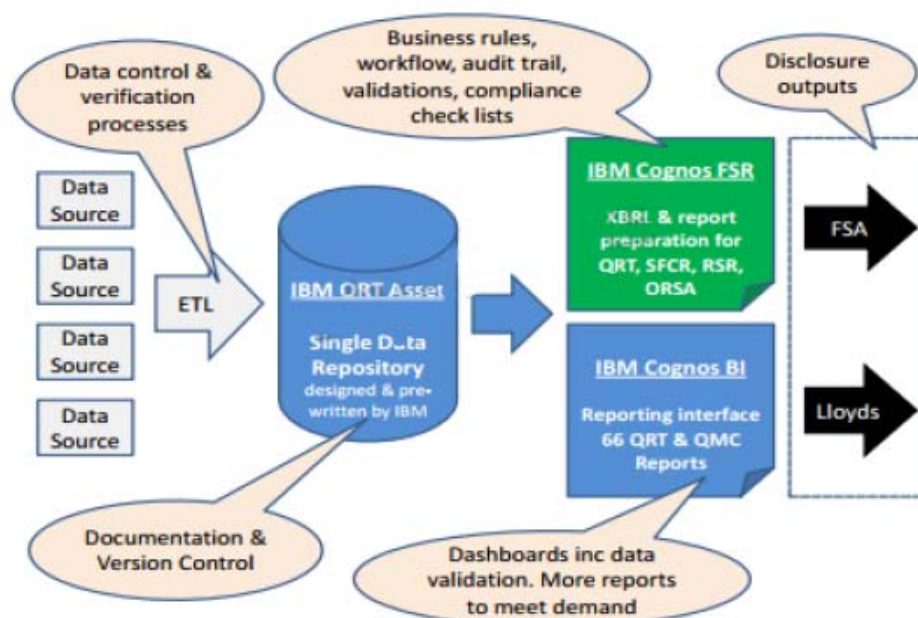 Data control &
verification
processes
Business rules,
workflow, audit trail,
validations, compliance
check lists
Disclosure
outputs
Data
Source
Data
Source
Data
Source
Data
Source
ETL
IBM QRT Asset
Single Data
Repository
designed & pre-
written by IBM
IBM Cognos FSR
XBRL & report
preparation for
QRT, SFCR, RSR,
ORSA
IBM Cognos BI
Reporting interface
66 QRT & QMC
Reports
FSA
Lloyds
Documentation &
Version Control
Dashboards inc data
validation. More reports
to meet demand